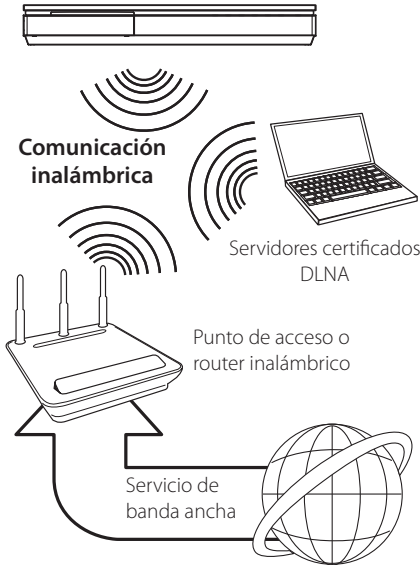 Comunicación
inalámbrica
Servidores certificados
DLNA
Punto de acceso o
router inalámbrico
Servicio de
banda ancha